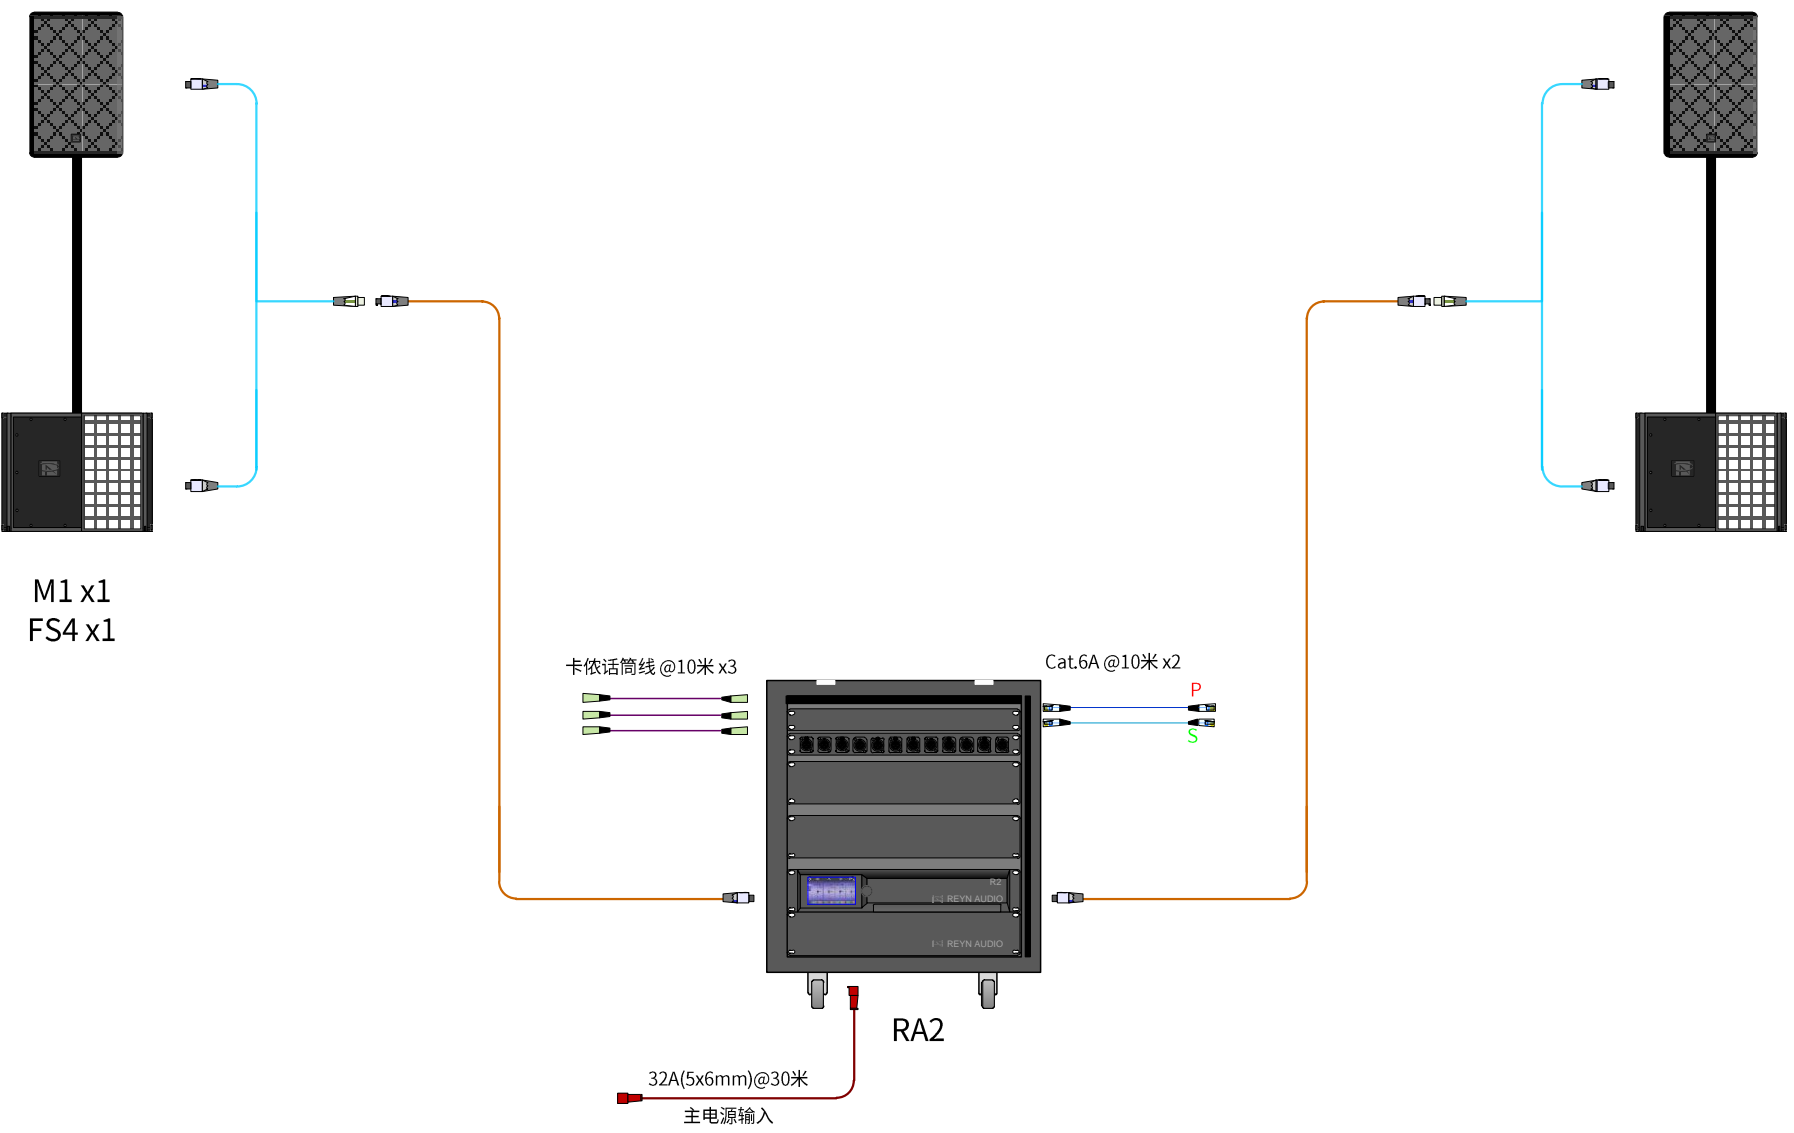 M1 x1
FS4 x1
卡侬话筒线 @10米 x3
Cat.6A @10米 x2
P
S
R2
REYN AUDIO
REYN AUDIO
RA2
32A(5x6mm)@30米
主电源输入